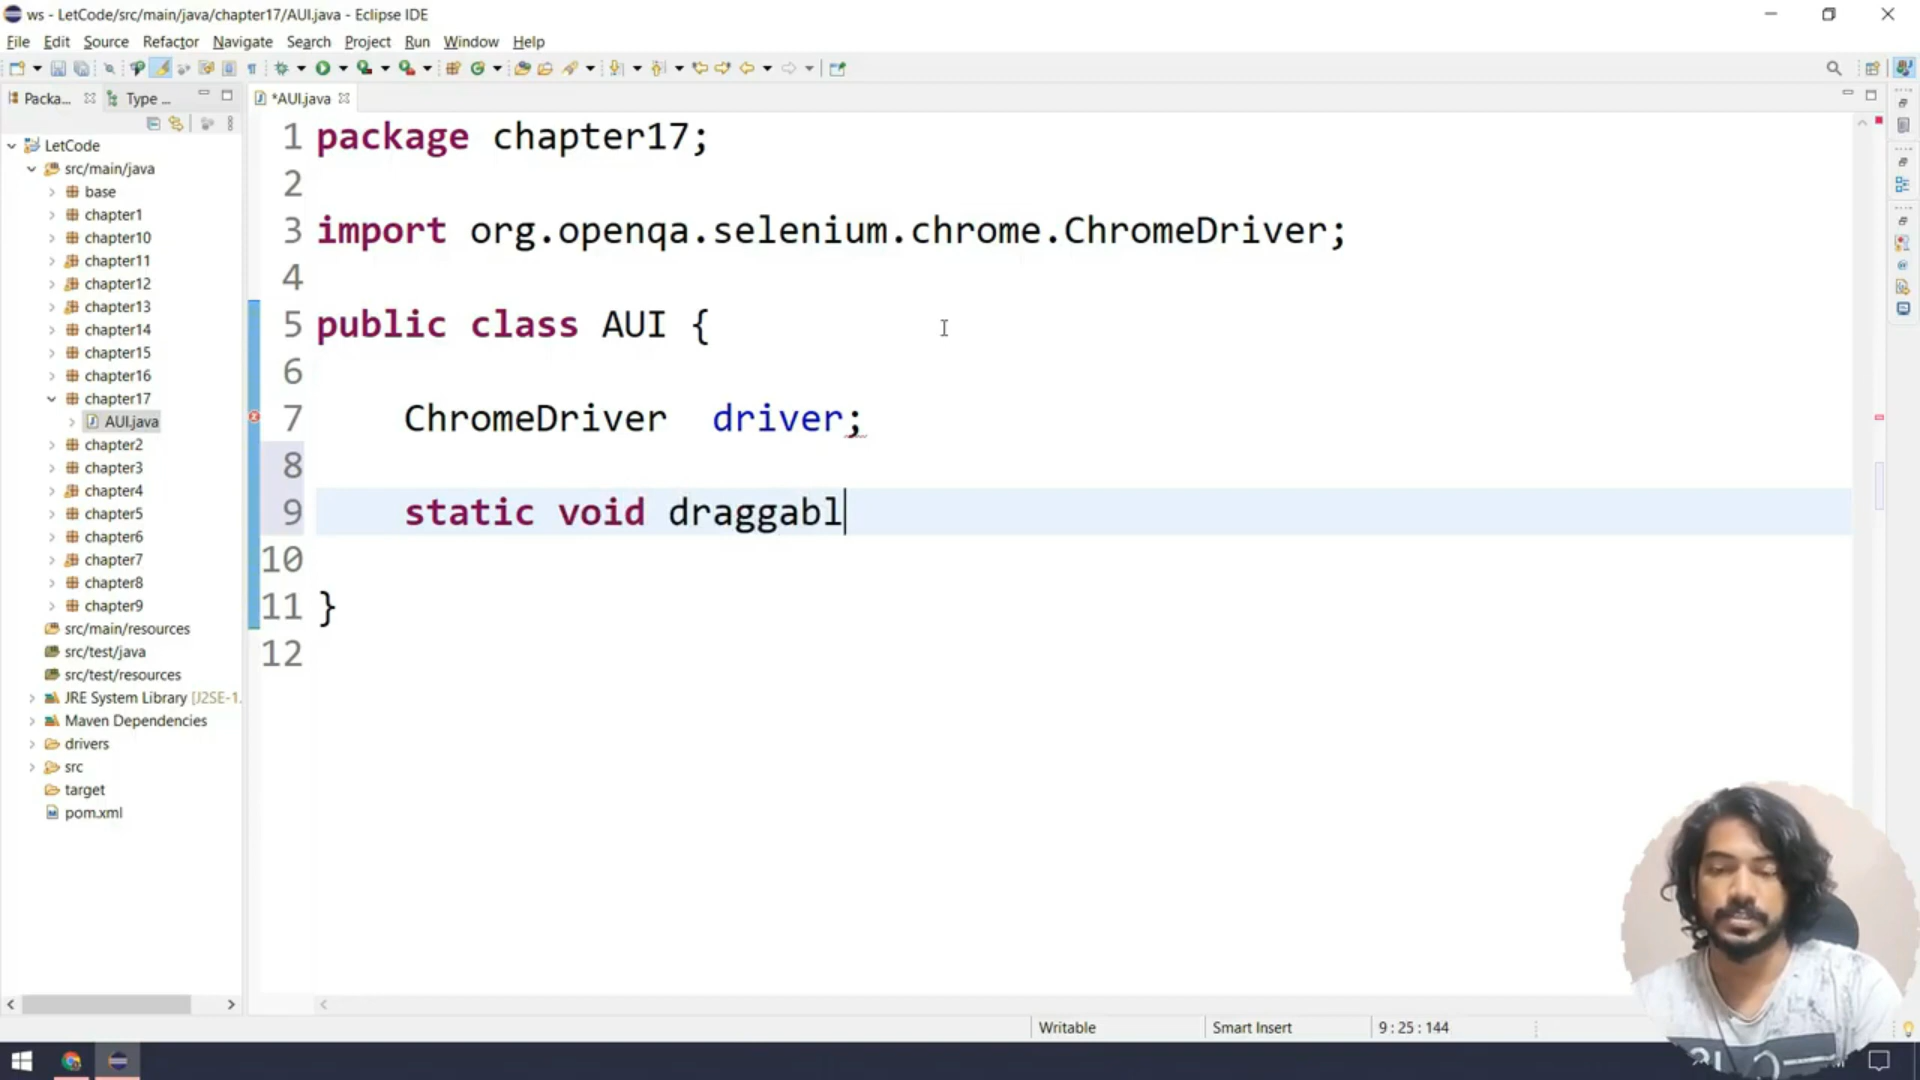 ws - LetCode/src/main/java/chapter17/AUI.java - Eclipse IDE
File Edit Source Refactor Navigate Search Project Run Window Help
Packa... Type ... *AUI.java
LetCode
src/main/java
base
chapter1
chapter10
chapter11
chapter12
chapter13
chapter14
chapter15
chapter16
chapter17
AUI.java
chapter2
chapter3
chapter4
chapter5
chapter6
chapter7
chapter8
chapter9
src/main/resources
src/test/java
src/test/resources
JRE System Library [J2SE-1.
Maven Dependencies
drivers
src
target
pom.xml
1 package chapter17;
2
3 import org.openqa.selenium.chrome.ChromeDriver;
4
5 public class AUI {
6
7 ChromeDriver  driver;
8
9 static void draggabl
10
11 }
12
Writable Smart Insert 9 : 25 : 144